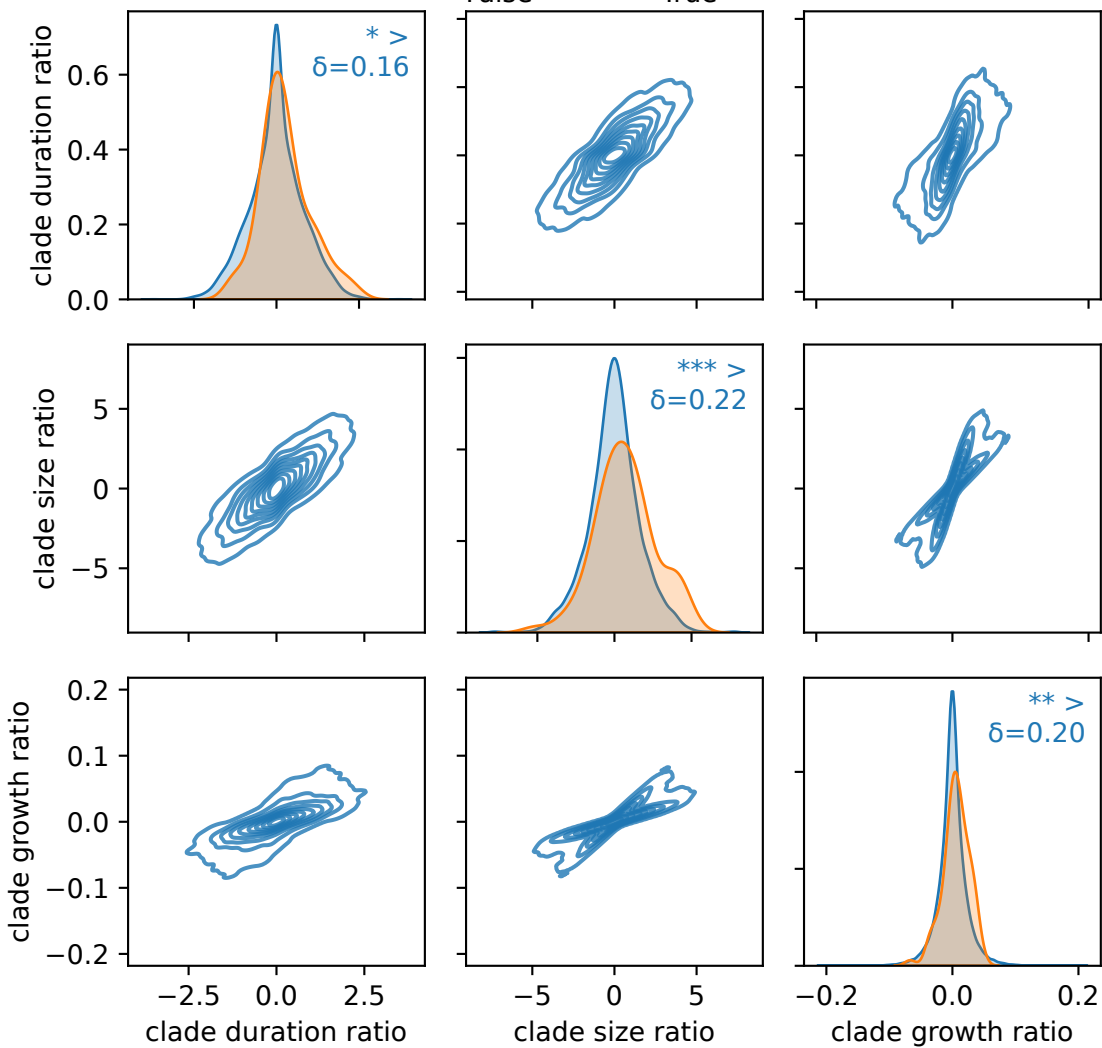 clade duration ratio
0.6
0.4
0.2
0.0
* >
δ=0.16
clade size ratio
5
0
−5
*** >
δ=0.22
clade growth ratio
0.2
0.1
0.0
−0.1
−0.2
** >
δ=0.20
−2.5 0.0 2.5
−5 0 5
−0.2 0.0 0.2
clade duration ratio
clade size ratio
clade growth ratio